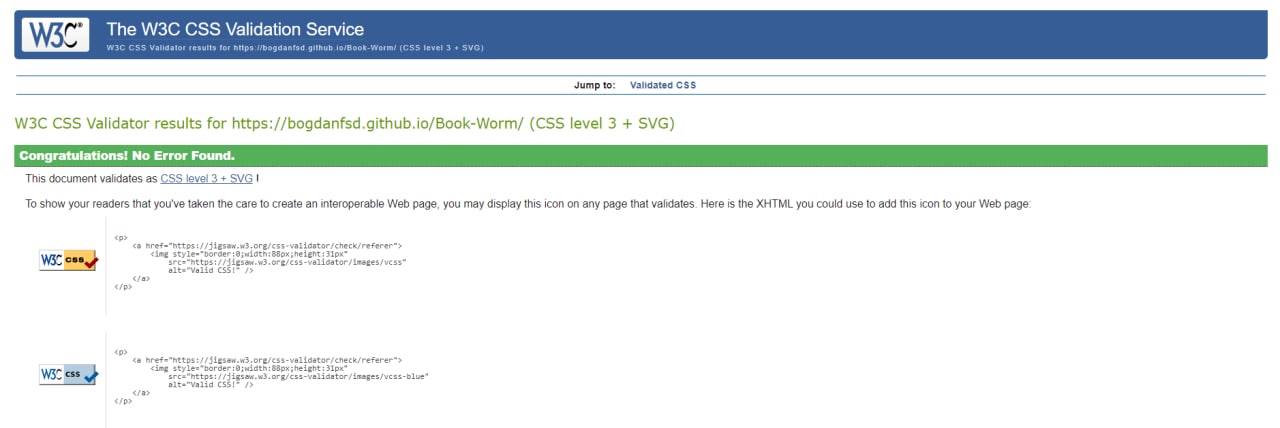 W3C®
The W3C CSS Validation Service
W3C CSS Validator results for https://bogdanfsd.github.io/Book-Worm/ (CSS level 3 + SVG)
Jump to: Validated CSS
W3C CSS Validator results for https://bogdanfsd.github.io/Book-Worm/ (CSS level 3 + SVG)
Congratulations! No Error Found.
This document validates as CSS level 3 + SVG !
To show your readers that you've taken the care to create an interoperable Web page, you may display this icon on any page that validates. Here is the XHTML you could use to add this icon to your Web page:
W3C css
<p>
<a href="https://jigsaw.w3.org/css-validator/check/referer">
<img style="border:0;width:88px;height:31px"
src="https://jigsaw.w3.org/css-validator/images/vcss"
alt="Valid CSS!" />
</a>
</p>
W3C css
<p>
<a href="https://jigsaw.w3.org/css-validator/check/referer">
<img style="border:0;width:88px;height:31px"
src="https://jigsaw.w3.org/css-validator/images/vcss-blue"
alt="Valid CSS!" />
</a>
</p>